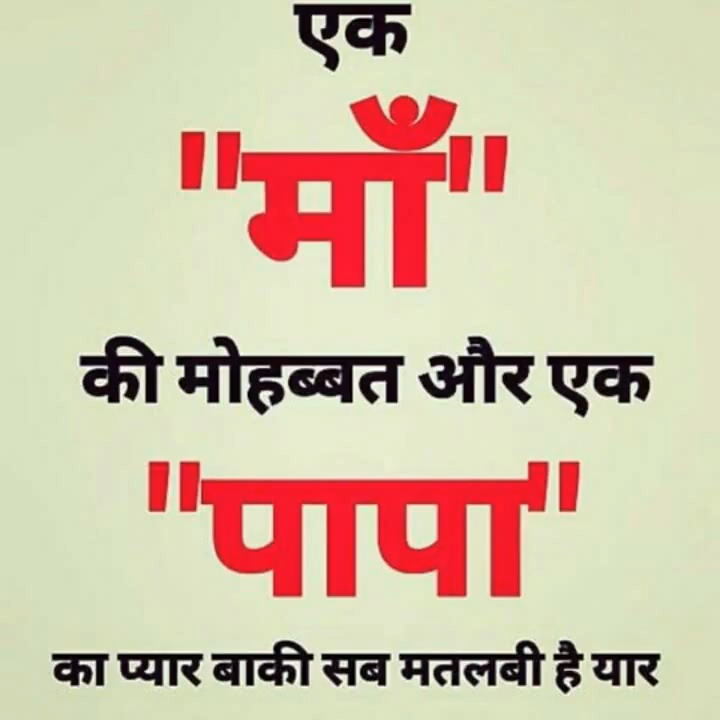 एक
"माँ"
की मोहब्बत और एक
"पापा"
का प्यार बाकी सब मतलबी है यार